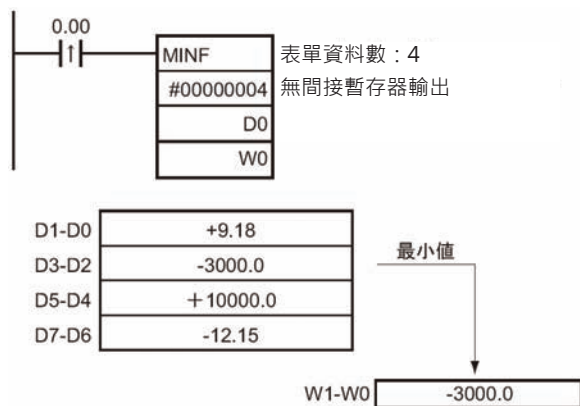 0.00
MINF 表單資料數：4
#00000004 無間接暫存器輸出
D0
W0
D1-D0 +9.18
D3-D2 -3000.0
最小値
D5-D4 ＋10000.0
D7-D6 -12.15
W1-W0 -3000.0